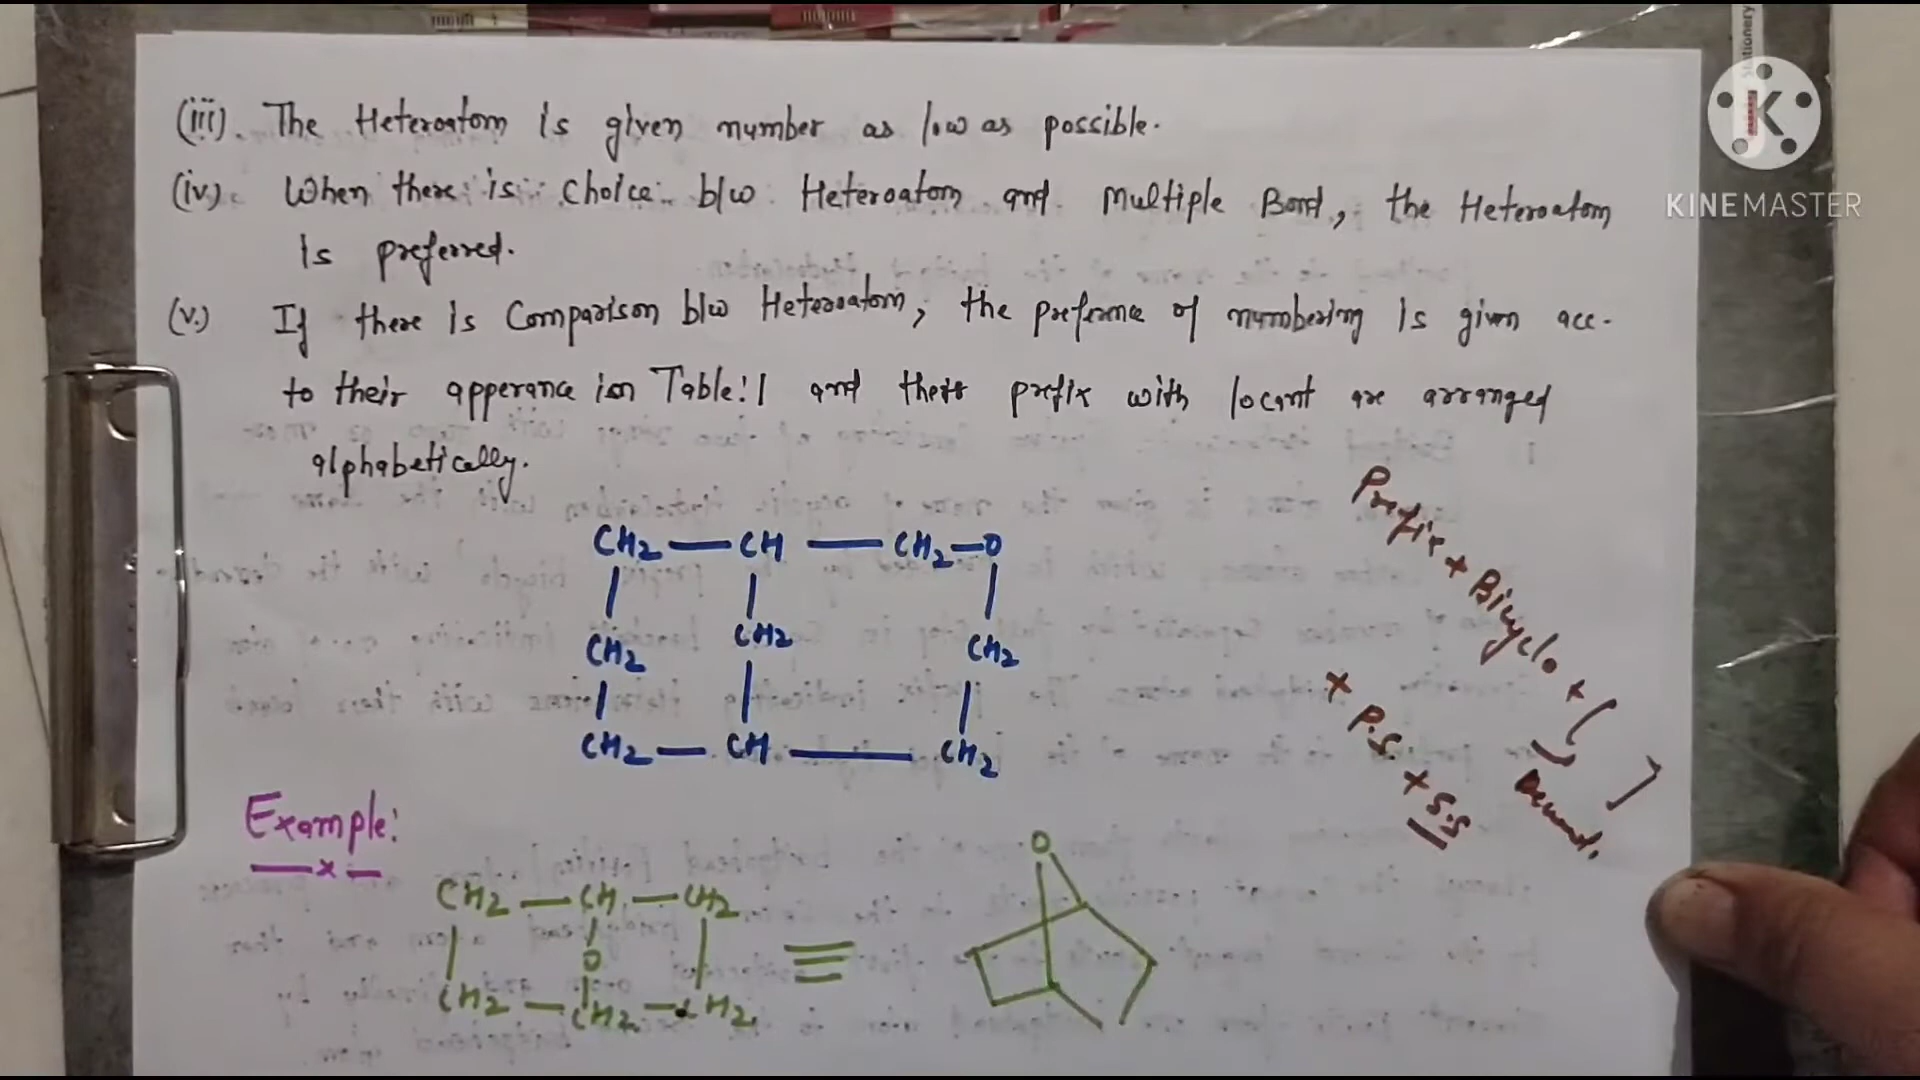 (iii). The Heteroatom is given number as low as possible.
(iv). When there is choice b/w Heteroatom and Multiple Bond, the Heteroatom
is preferred.
(v.) If there is Comparison b/w Heteroatom, the prefernce of numbering is given acc.
to their apperance in Table:1 and their prefix with locant are arranged
alphabetically.
CH2 — CH — CH2 — O
CH2 CH2 CH2
CH2 — CH — CH2
Prefix + Bicyclo + [ ]
+ P.S. + S.S
Example:
— x —
O
CH2 — CH — CH2
O
CH2 — CH2 — CH2
K
KINEMASTER
Stationery